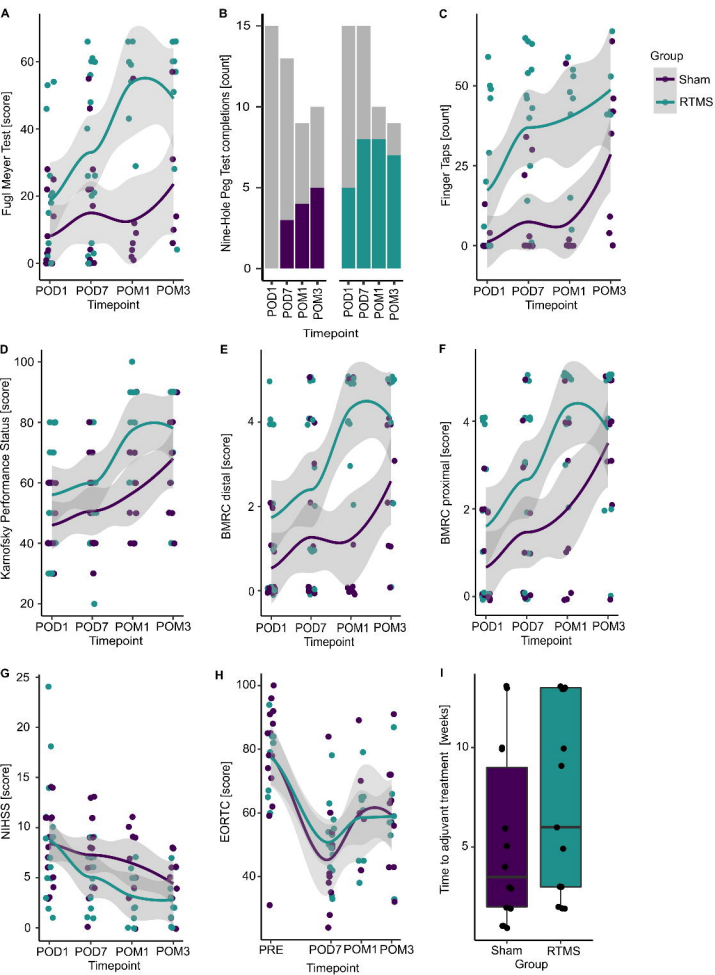 A
Fugl Meyer Test [score]
60
40
20
0
POD1 POD7 POM1 POM3
Timepoint
B
Nine-Hole Peg Test completions [count]
15
10
5
0
POD1 POD7 POM1 POM3 POD1 POD7 POM1 POM3
Timepoint
C
Finger Taps [count]
50
25
0
POD1 POD7 POM1 POM3
Timepoint
Group
Sham
RTMS
D
Karnofsky Performance Status [score]
100
80
60
40
20
POD1 POD7 POM1 POM3
Timepoint
E
BMRC distal [score]
4
2
0
POD1 POD7 POM1 POM3
Timepoint
F
BMRC proximal [score]
4
2
0
POD1 POD7 POM1 POM3
Timepoint
G
NIHSS [score]
25
20
15
10
5
0
POD1 POD7 POM1 POM3
Timepoint
H
EORTC [score]
100
80
60
40
PRE POD7 POM1 POM3
Timepoint
I
Time to adjuvant treatment [weeks]
10
5
Sham RTMS
Group